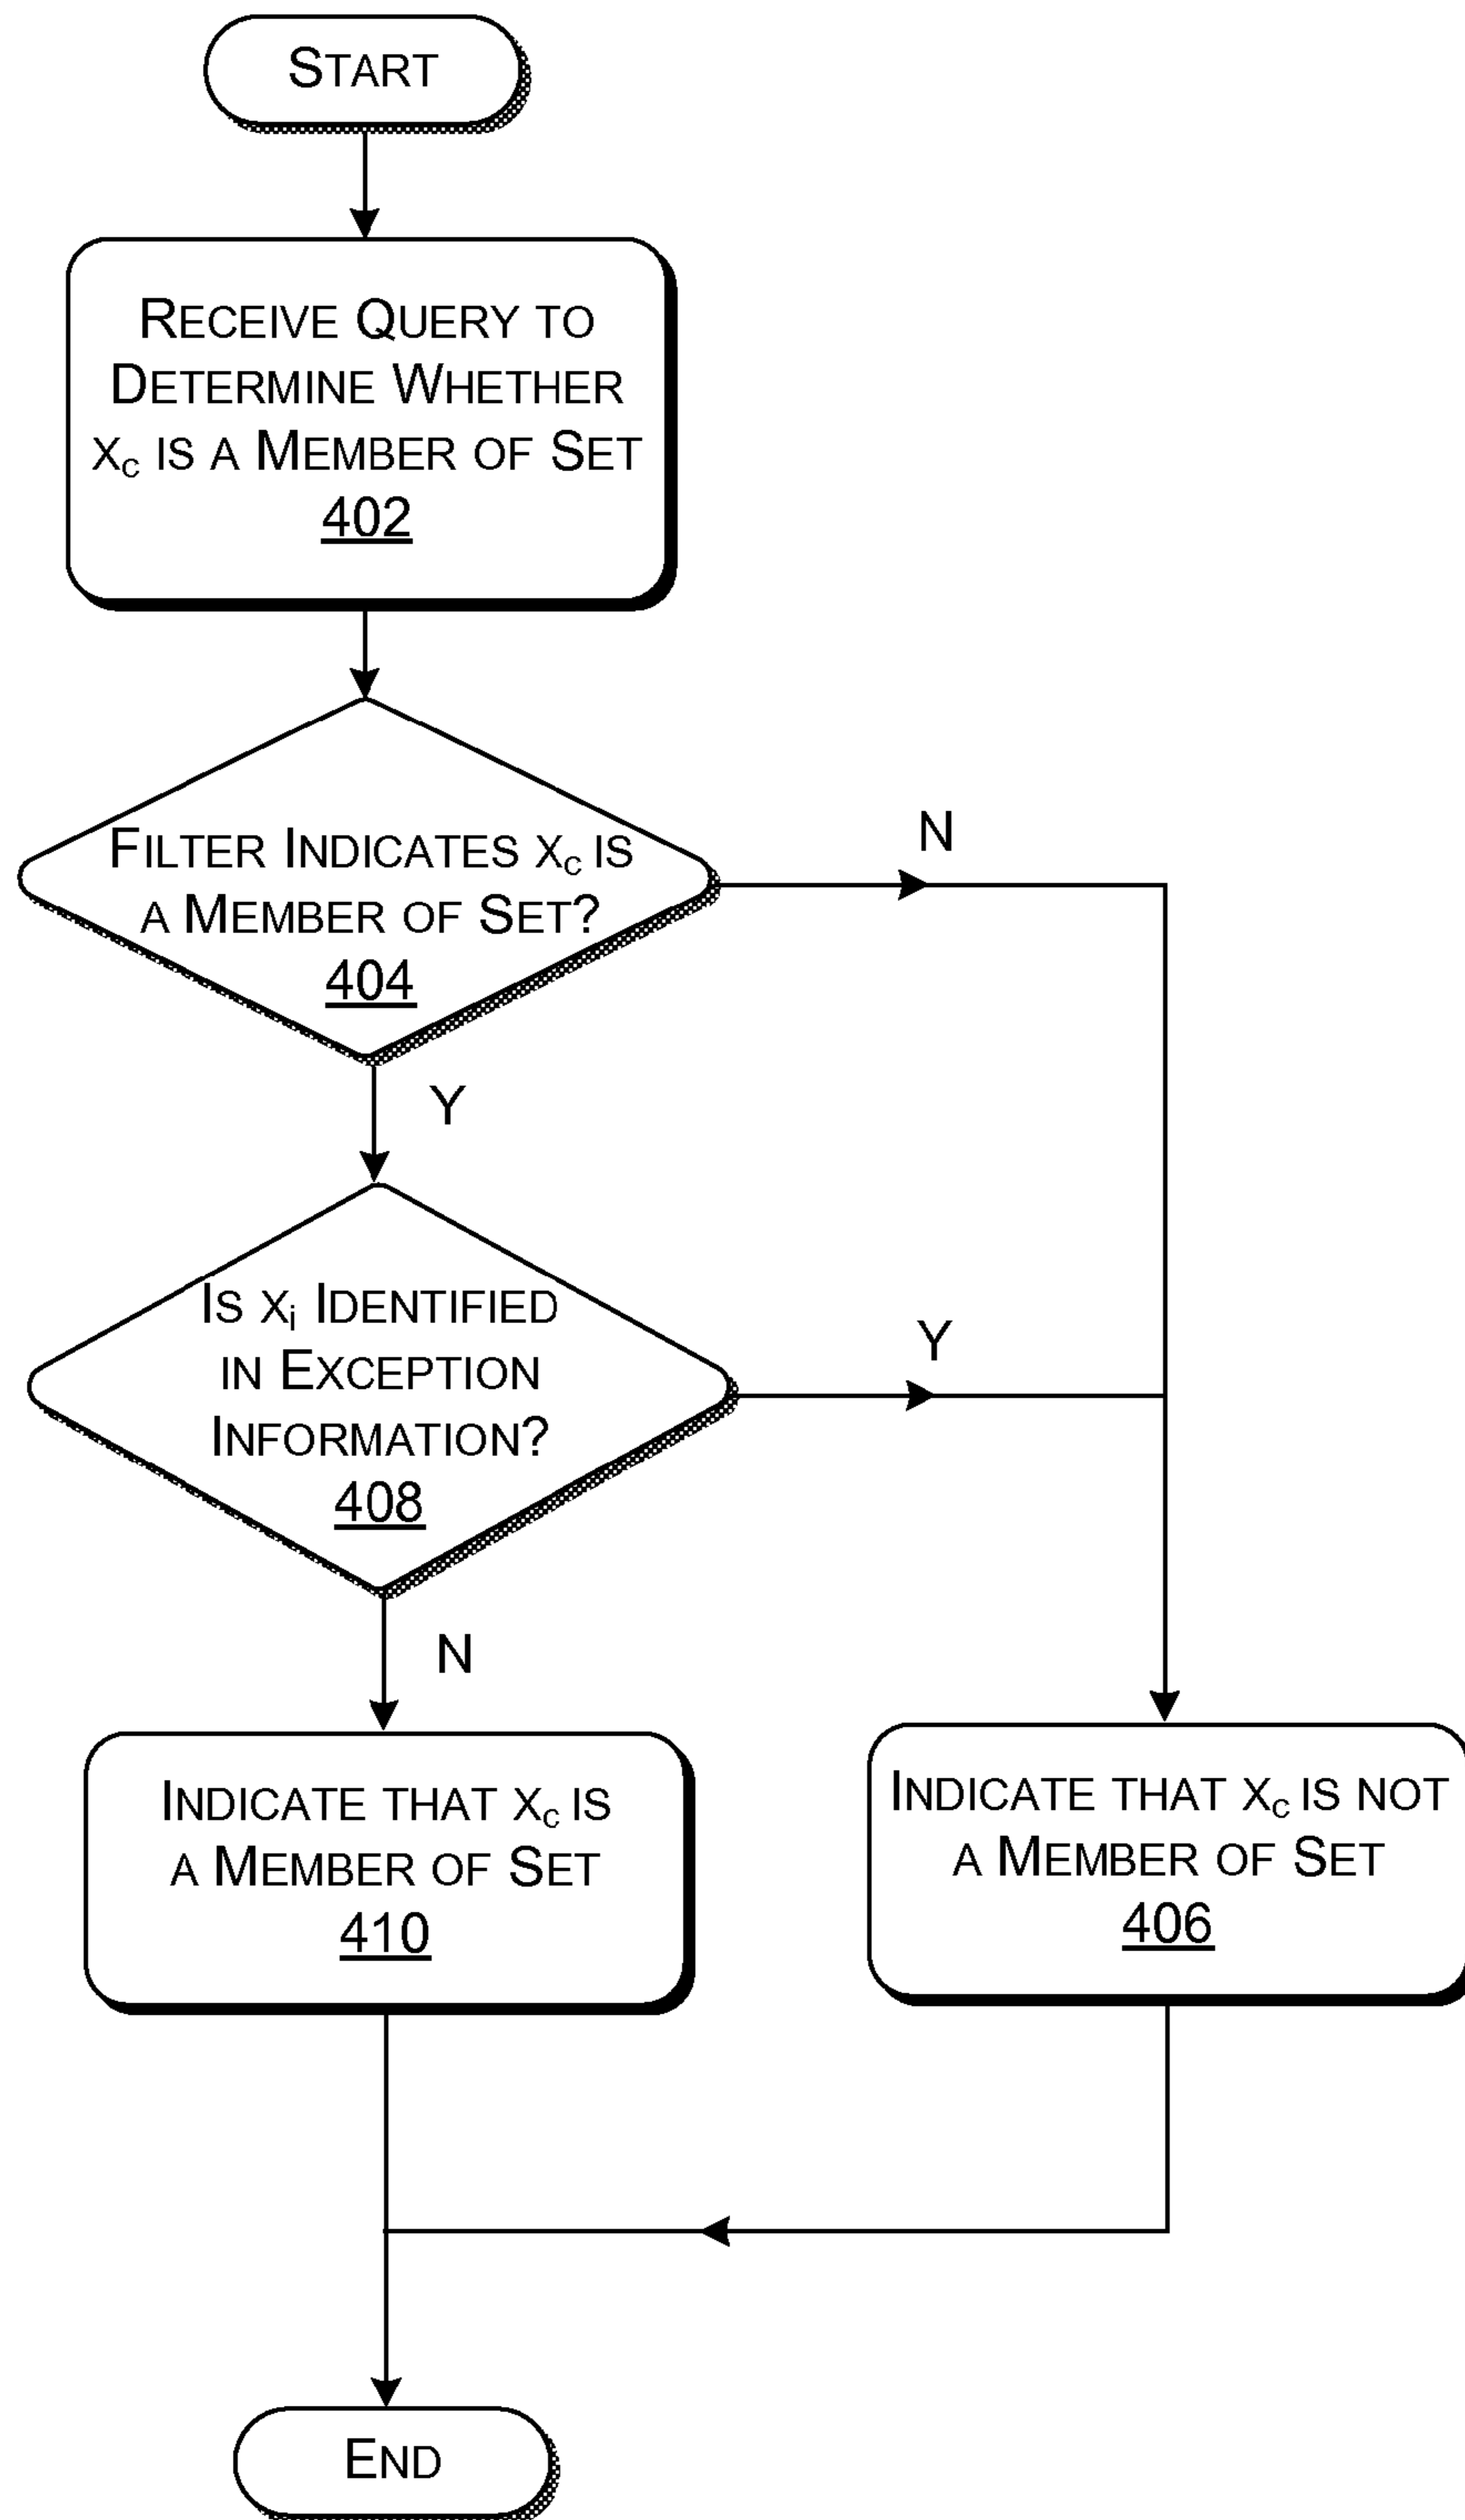 START
RECEIVE QUERY TO
DETERMINE WHETHER
xc IS A MEMBER OF SET
402
FILTER INDICATES xc IS
A MEMBER OF SET?
404
N
Y
IS xi IDENTIFIED
IN EXCEPTION
INFORMATION?
408
Y
N
INDICATE THAT xc IS
A MEMBER OF SET
410
INDICATE THAT xc IS NOT
A MEMBER OF SET
406
END